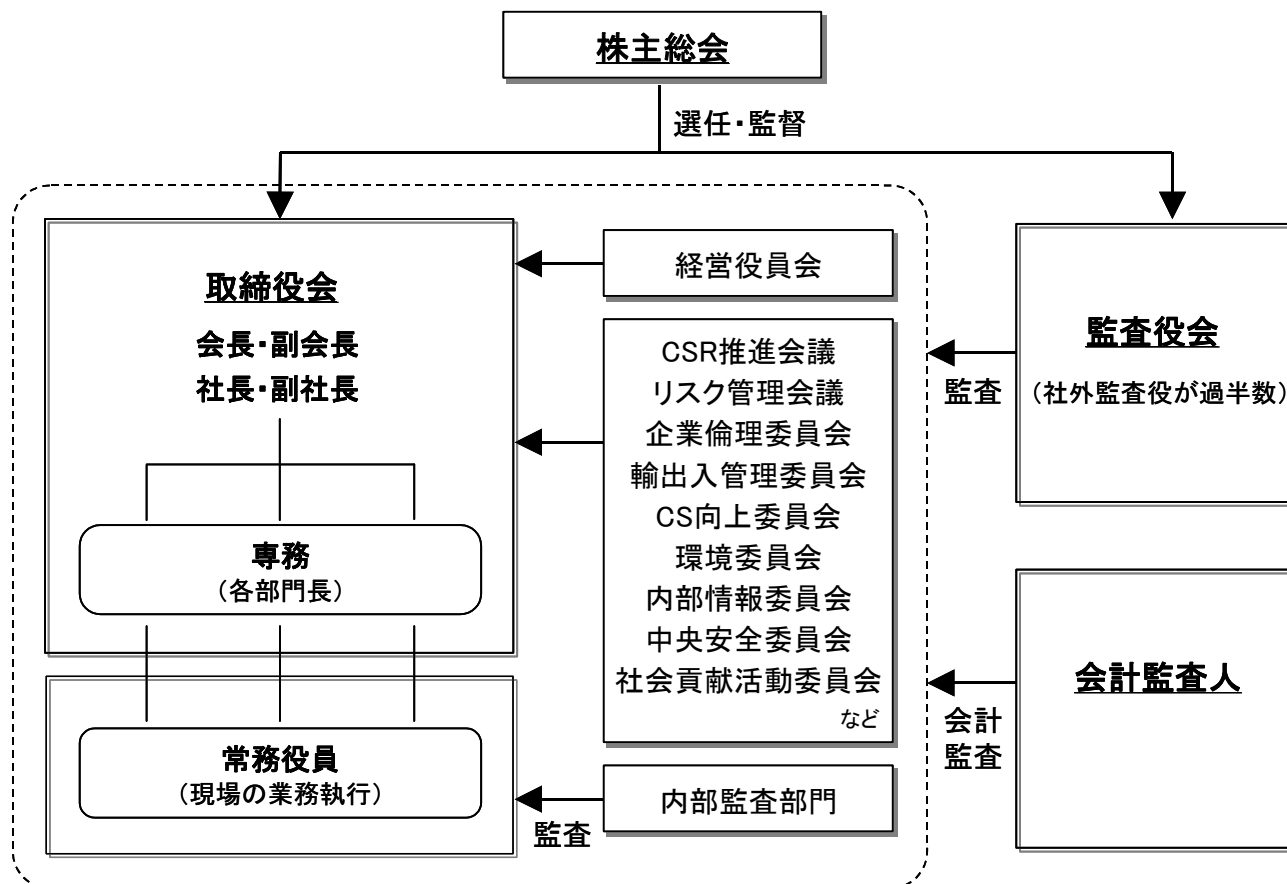 株主総会
選任・監督
取締役会
会長・副会長
社長・副社長
専務
（各部門長）
常務役員
（現場の業務執行）
経営役員会
CSR推進会議
リスク管理会議
企業倫理委員会
輸出入管理委員会
CS向上委員会
環境委員会
内部情報委員会
中央安全委員会
社会貢献活動委員会
など
内部監査部門
監査
監査
監査役会
（社外監査役が過半数）
会計
監査
会計監査人